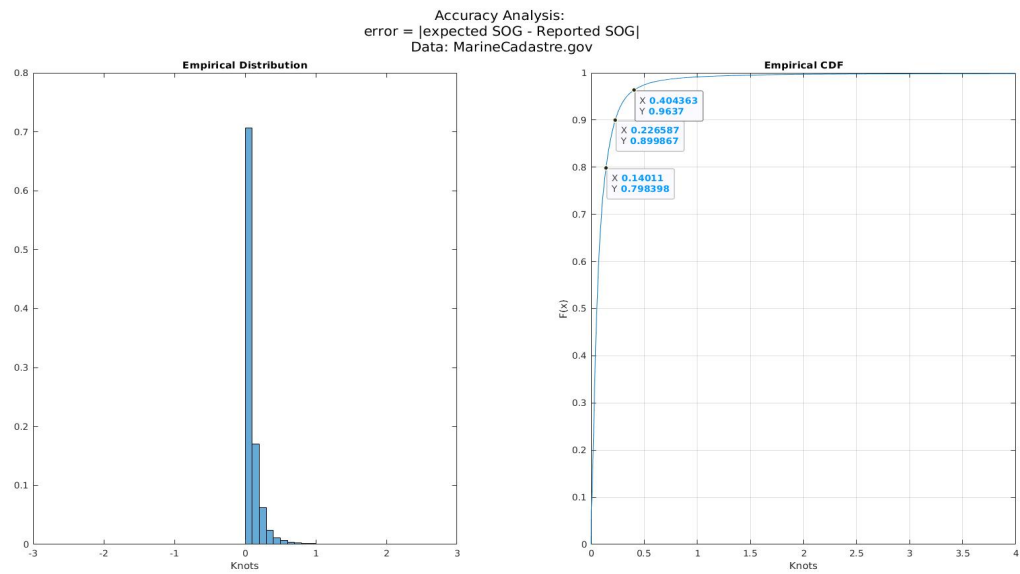 Accuracy Analysis:
error = |expected SOG - Reported SOG|
Data: MarineCadastre.gov
Empirical Distribution
0.8
0.7
0.6
0.5
0.4
0.3
0.2
0.1
0
-3
-2
-1
0
1
2
3
Knots
Empirical CDF
1
0.9
0.8
0.7
0.6
0.5
0.4
0.3
0.2
0.1
0
F(x)
X 0.404363
Y 0.9637
X 0.226587
Y 0.899867
X 0.14011
Y 0.798398
0
0.5
1
1.5
2
2.5
3
3.5
4
Knots